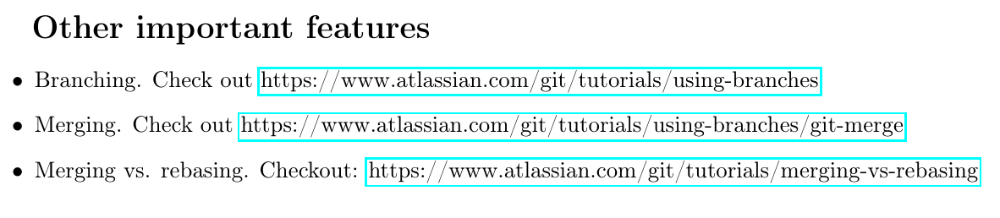 Other important features
• Branching. Check out https://www.atlassian.com/git/tutorials/using-branches
• Merging. Check out https://www.atlassian.com/git/tutorials/using-branches/git-merge
• Merging vs. rebasing. Checkout: https://www.atlassian.com/git/tutorials/merging-vs-rebasing